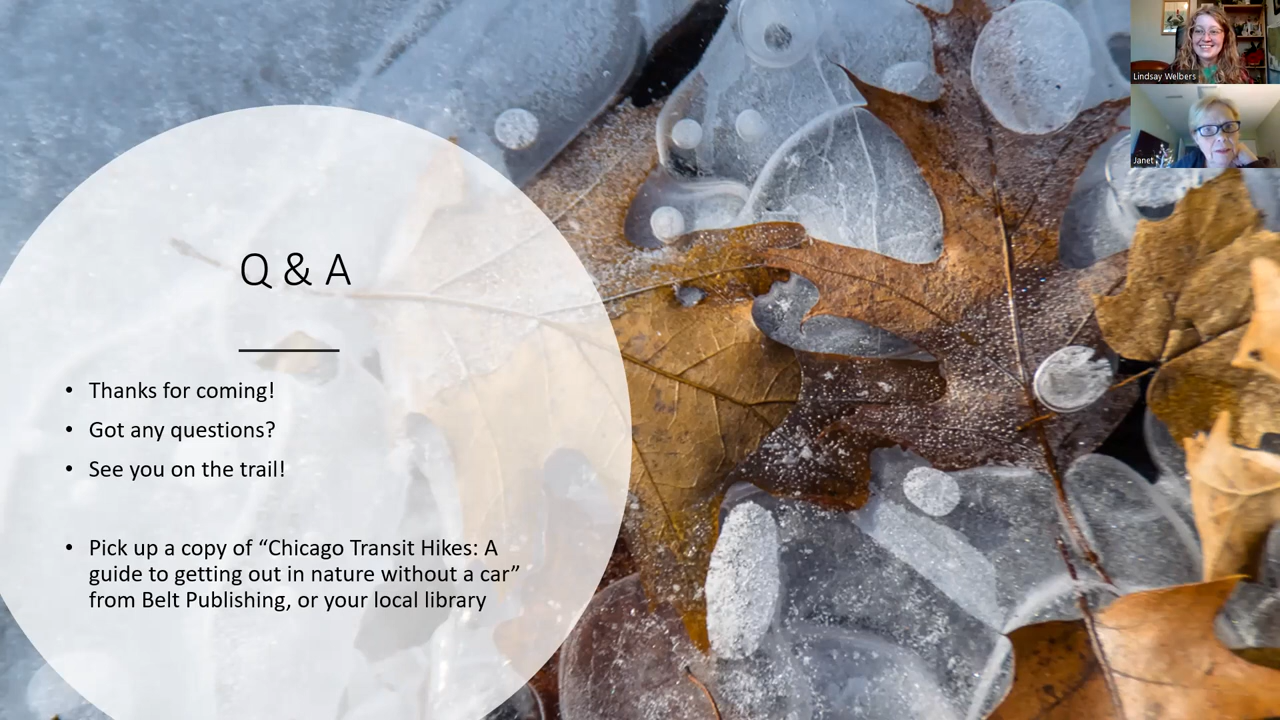 Q & A
• Thanks for coming!
• Got any questions?
• See you on the trail!
• Pick up a copy of “Chicago Transit Hikes: A
guide to getting out in nature without a car”
from Belt Publishing, or your local library
Lindsay Welbers
Janet